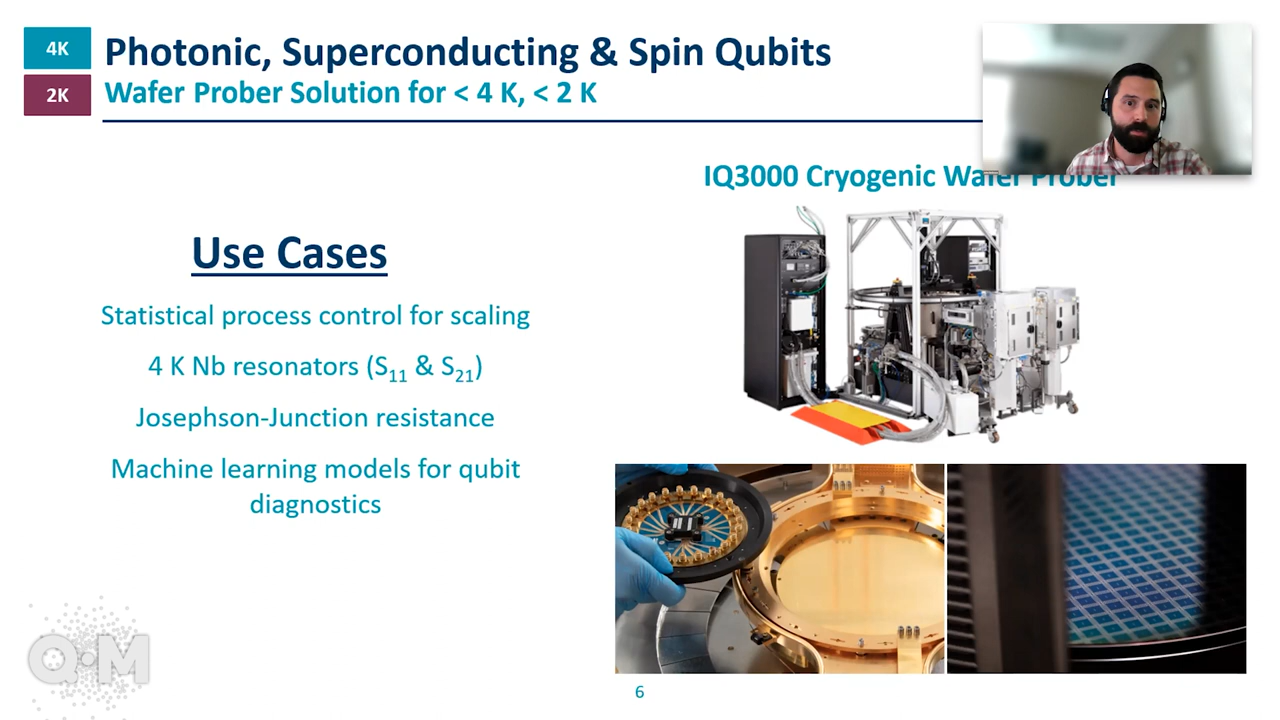 4K
Photonic, Superconducting & Spin Qubits
2K
Wafer Prober Solution for < 4 K, < 2 K
IQ3000 Cryogenic Wafer Prober
Use Cases
Statistical process control for scaling
4 K Nb resonators (S11 & S21)
Josephson-Junction resistance
Machine learning models for qubit
diagnostics
Q.M
6